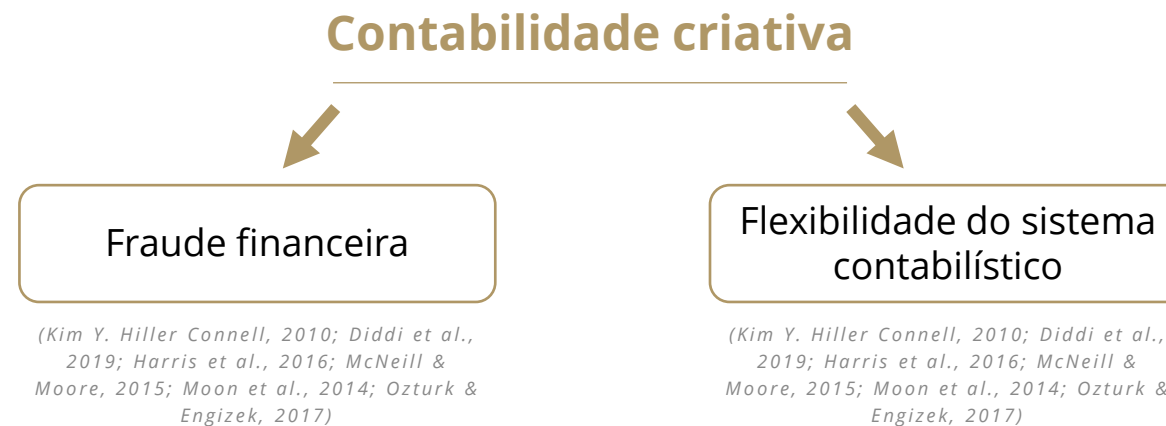 Contabilidade criativa
Fraude financeira
(Kim Y. Hiller Connell, 2010; Diddi et al.,
2019; Harris et al., 2016; McNeill &
Moore, 2015; Moon et al., 2014; Ozturk &
Engizek, 2017)
Flexibilidade do sistema
contabilístico
(Kim Y. Hiller Connell, 2010; Diddi et al.,
2019; Harris et al., 2016; McNeill &
Moore, 2015; Moon et al., 2014; Ozturk &
Engizek, 2017)